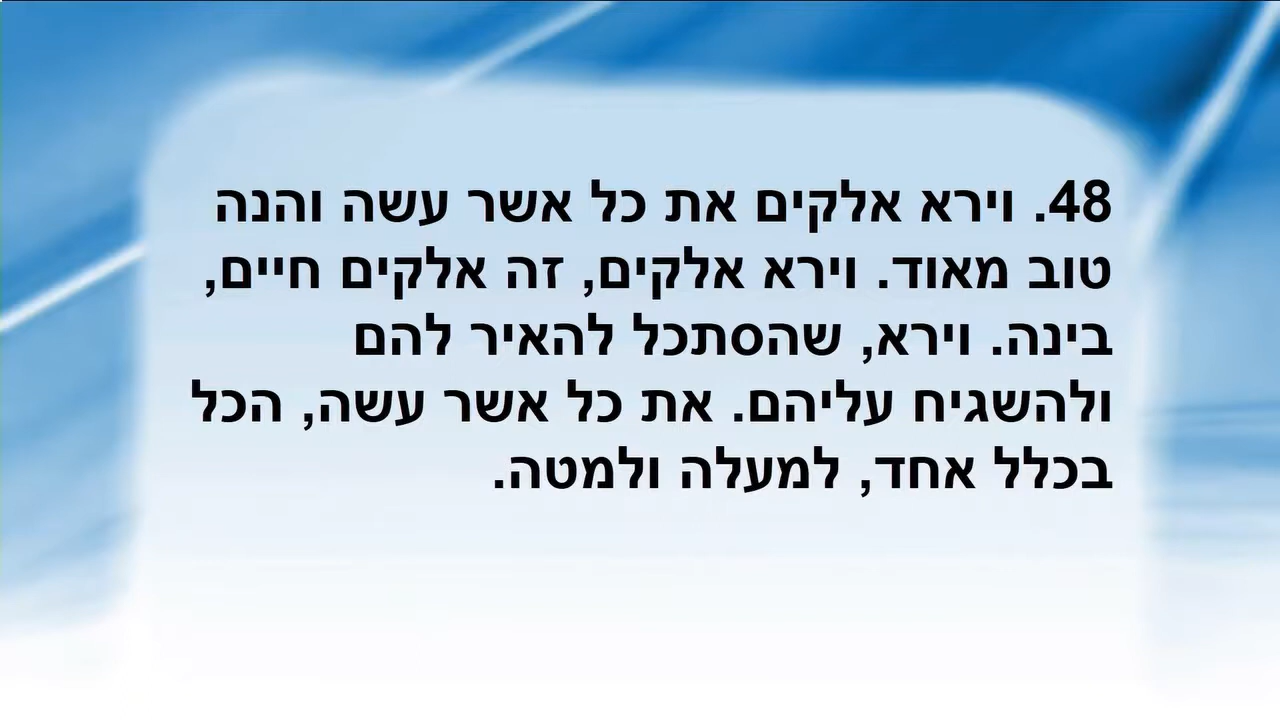 48. וירא אלקים את כל אשר עשה והנה
טוב מאוד. וירא אלקים, זה אלקים חיים,
בינה. וירא, שהסתכל להאיר להם
ולהשגיח עליהם. את כל אשר עשה, הכל
בכלל אחד, למעלה ולמטה.